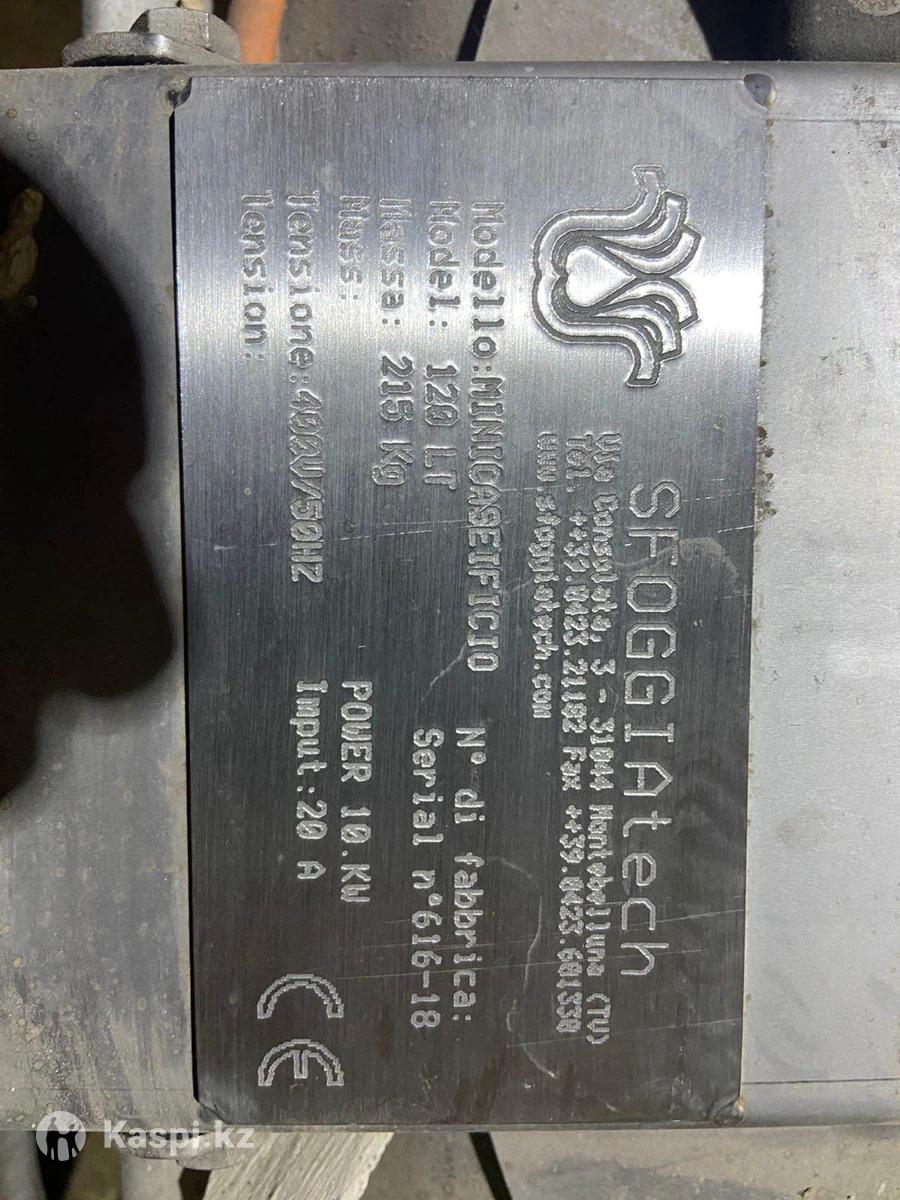 SFOGGIAtech
Via Consulate, 3 - 31044 Montebelluna (TV)
Tel. ++39.0423.21182 Fax ++39.0423.601330
www.sfoggiatech.com
Modello:MINICASEIFICIO
N° di fabbrica:
Model: 120 LT
Serial n°616-18
Massa: 215 Kg
Mass:
POWER 10.KW
Tensione:400V/50HZ
Imput:20 A
Tension:
CE
Kaspi.kz